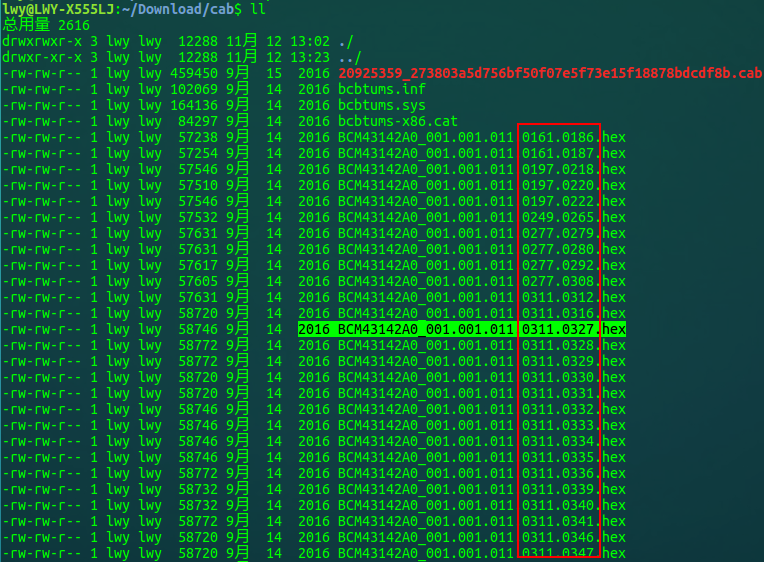 lwy@LWY-X555LJ:~/Download/cab$ ll
总用量 2616
drwxrwxr-x 3 lwy lwy  12288 11月 12 13:02 ./
drwxr-xr-x 3 lwy lwy  12288 11月 12 13:23 ../
-rw-rw-r-- 1 lwy lwy 459450 9月  15  2016 20925359_273803a5d756bf50f07e5f73e15f18878bdcdf8b.cab
-rw-rw-r-- 1 lwy lwy 102069 9月  14  2016 bcbtums.inf
-rw-rw-r-- 1 lwy lwy 164136 9月  14  2016 bcbtums.sys
-rw-rw-r-- 1 lwy lwy  84297 9月  14  2016 bcbtums-x86.cat
-rw-rw-r-- 1 lwy lwy  57238 9月  14  2016 BCM43142A0_001.001.011.0161.0186.hex
-rw-rw-r-- 1 lwy lwy  57254 9月  14  2016 BCM43142A0_001.001.011.0161.0187.hex
-rw-rw-r-- 1 lwy lwy  57546 9月  14  2016 BCM43142A0_001.001.011.0197.0218.hex
-rw-rw-r-- 1 lwy lwy  57510 9月  14  2016 BCM43142A0_001.001.011.0197.0220.hex
-rw-rw-r-- 1 lwy lwy  57546 9月  14  2016 BCM43142A0_001.001.011.0197.0222.hex
-rw-rw-r-- 1 lwy lwy  57532 9月  14  2016 BCM43142A0_001.001.011.0249.0265.hex
-rw-rw-r-- 1 lwy lwy  57631 9月  14  2016 BCM43142A0_001.001.011.0277.0279.hex
-rw-rw-r-- 1 lwy lwy  57631 9月  14  2016 BCM43142A0_001.001.011.0277.0280.hex
-rw-rw-r-- 1 lwy lwy  57617 9月  14  2016 BCM43142A0_001.001.011.0277.0292.hex
-rw-rw-r-- 1 lwy lwy  57605 9月  14  2016 BCM43142A0_001.001.011.0277.0308.hex
-rw-rw-r-- 1 lwy lwy  57631 9月  14  2016 BCM43142A0_001.001.011.0311.0312.hex
-rw-rw-r-- 1 lwy lwy  58720 9月  14  2016 BCM43142A0_001.001.011.0311.0316.hex
-rw-rw-r-- 1 lwy lwy  58746 9月  14  2016 BCM43142A0_001.001.011.0311.0327.hex
-rw-rw-r-- 1 lwy lwy  58772 9月  14  2016 BCM43142A0_001.001.011.0311.0328.hex
-rw-rw-r-- 1 lwy lwy  58772 9月  14  2016 BCM43142A0_001.001.011.0311.0329.hex
-rw-rw-r-- 1 lwy lwy  58720 9月  14  2016 BCM43142A0_001.001.011.0311.0330.hex
-rw-rw-r-- 1 lwy lwy  58720 9月  14  2016 BCM43142A0_001.001.011.0311.0331.hex
-rw-rw-r-- 1 lwy lwy  58746 9月  14  2016 BCM43142A0_001.001.011.0311.0332.hex
-rw-rw-r-- 1 lwy lwy  58746 9月  14  2016 BCM43142A0_001.001.011.0311.0333.hex
-rw-rw-r-- 1 lwy lwy  58746 9月  14  2016 BCM43142A0_001.001.011.0311.0334.hex
-rw-rw-r-- 1 lwy lwy  58746 9月  14  2016 BCM43142A0_001.001.011.0311.0335.hex
-rw-rw-r-- 1 lwy lwy  58772 9月  14  2016 BCM43142A0_001.001.011.0311.0336.hex
-rw-rw-r-- 1 lwy lwy  58732 9月  14  2016 BCM43142A0_001.001.011.0311.0339.hex
-rw-rw-r-- 1 lwy lwy  58732 9月  14  2016 BCM43142A0_001.001.011.0311.0340.hex
-rw-rw-r-- 1 lwy lwy  58772 9月  14  2016 BCM43142A0_001.001.011.0311.0341.hex
-rw-rw-r-- 1 lwy lwy  58720 9月  14  2016 BCM43142A0_001.001.011.0311.0346.hex
-rw-rw-r-- 1 lwy lwy  58720 9月  14  2016 BCM43142A0_001.001.011.0311.0347.hex